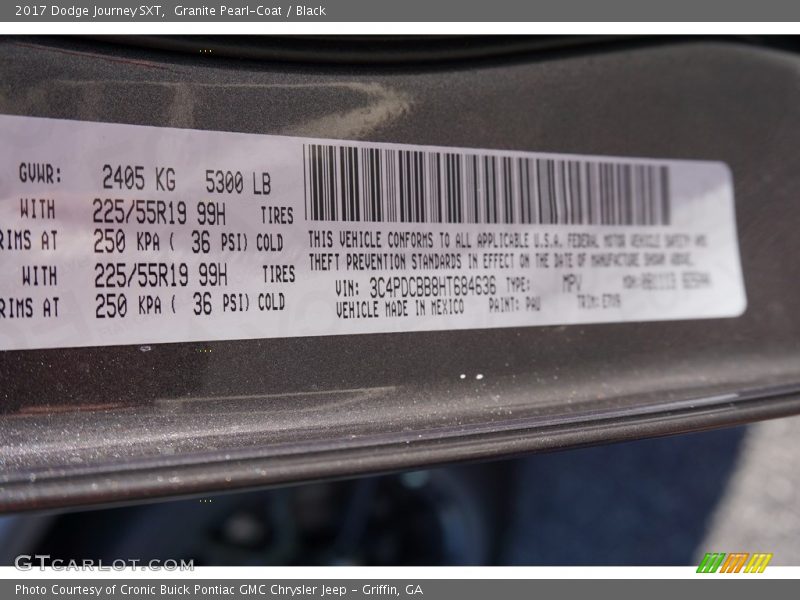 2017 Dodge Journey SXT, Granite Pearl-Coat / Black
GVWR: 2405 KG 5300 LB
WITH 225/55R19 99H TIRES
RIMS AT 250 KPA ( 36 PSI) COLD
WITH 225/55R19 99H TIRES
RIMS AT 250 KPA ( 36 PSI) COLD
THIS VEHICLE CONFORMS TO ALL APPLICABLE U.S.A. FEDERAL MOTOR VEHICLE SAFETY AND
THEFT PREVENTION STANDARDS IN EFFECT ON THE DATE OF MANUFACTURE SHOWN ABOVE.
VIN: 3C4PDCBB8HT684636 TYPE: MPV MDH:
VEHICLE MADE IN MEXICO PAINT: PAU TRIM:
GTCARLOT.COM
Photo Courtesy of Cronic Buick Pontiac GMC Chrysler Jeep - Griffin, GA